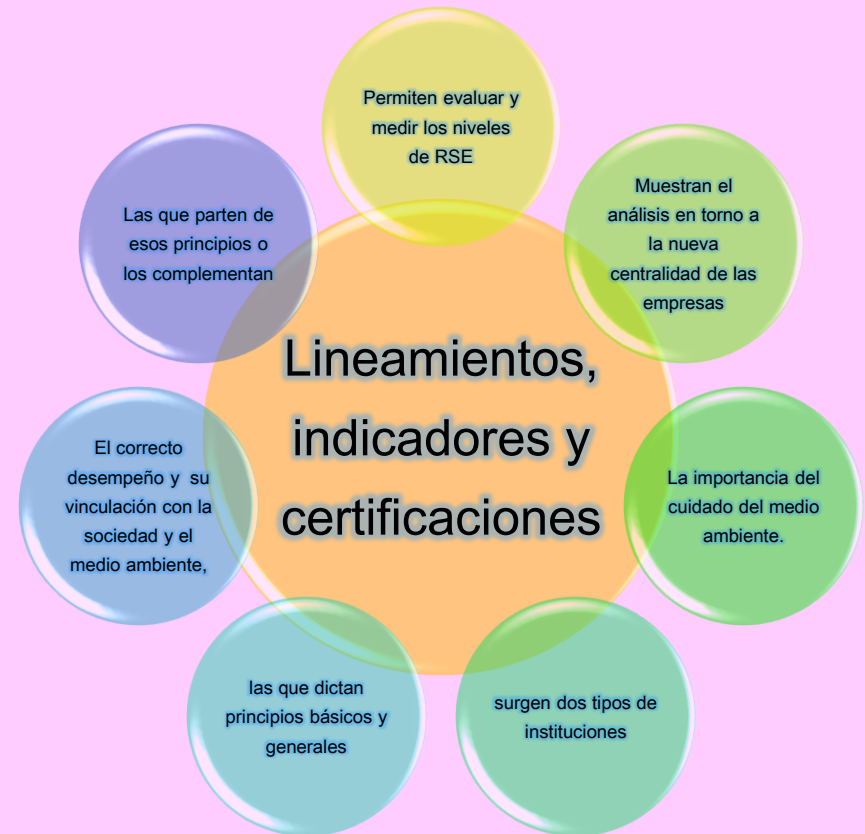 Permiten evaluar y
medir los niveles
de RSE
Muestran el
análisis en torno a
la nueva
centralidad de las
empresas
La importancia del
cuidado del medio
ambiente.
surgen dos tipos de
instituciones
las que dictan
principios básicos y
generales
El correcto
desempeño y su
vinculación con la
sociedad y el
medio ambiente,
Las que parten de
esos principios o
los complementan
Lineamientos,
indicadores y
certificaciones